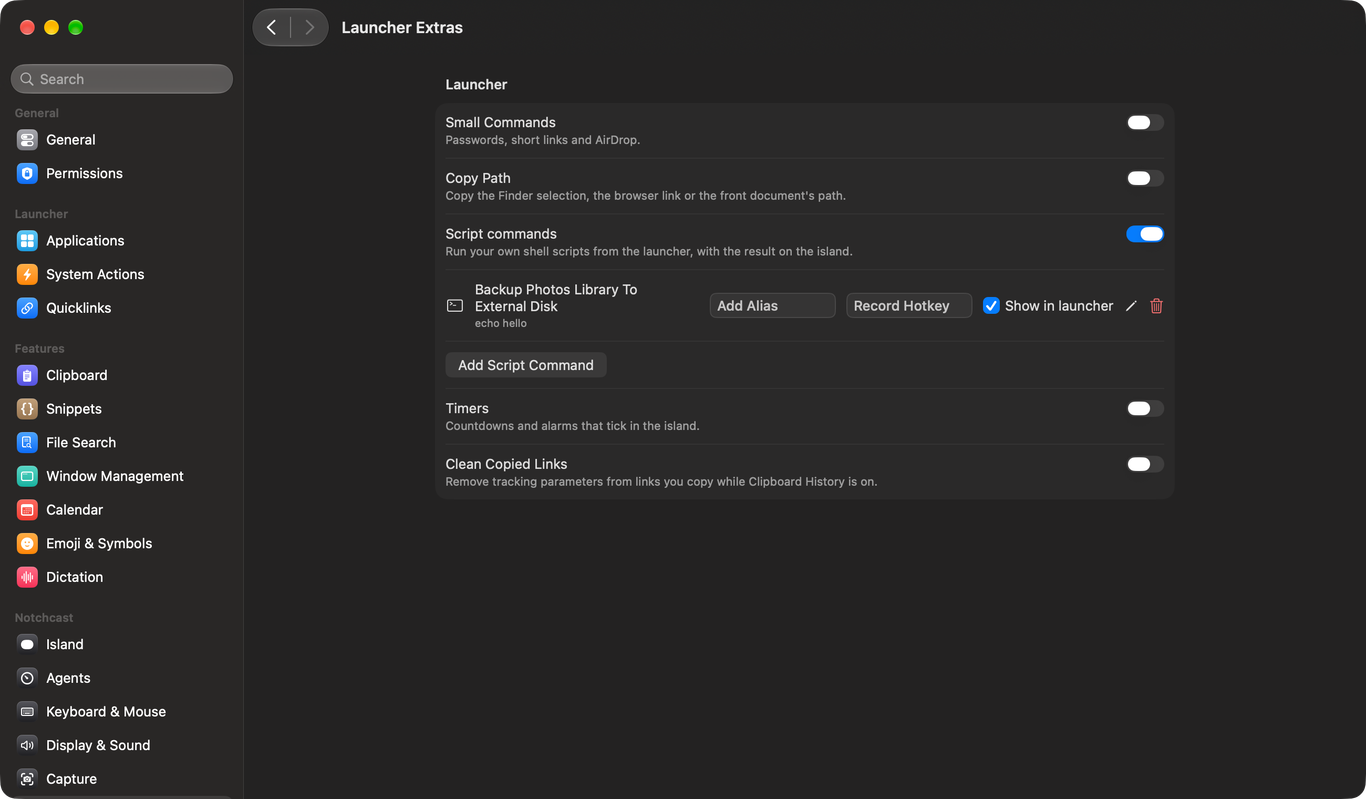 Launcher Extras
Search
General
General
Permissions
Launcher
Applications
System Actions
Quicklinks
Features
Clipboard
Snippets
File Search
Window Management
Calendar
Emoji & Symbols
Dictation
Notchcast
Island
Agents
Keyboard & Mouse
Display & Sound
Capture
Launcher
Small Commands
Passwords, short links and AirDrop.
Copy Path
Copy the Finder selection, the browser link or the front document's path.
Script commands
Run your own shell scripts from the launcher, with the result on the island.
Backup Photos Library To
External Disk
echo hello
Add Alias
Record Hotkey
Show in launcher
Add Script Command
Timers
Countdowns and alarms that tick in the island.
Clean Copied Links
Remove tracking parameters from links you copy while Clipboard History is on.